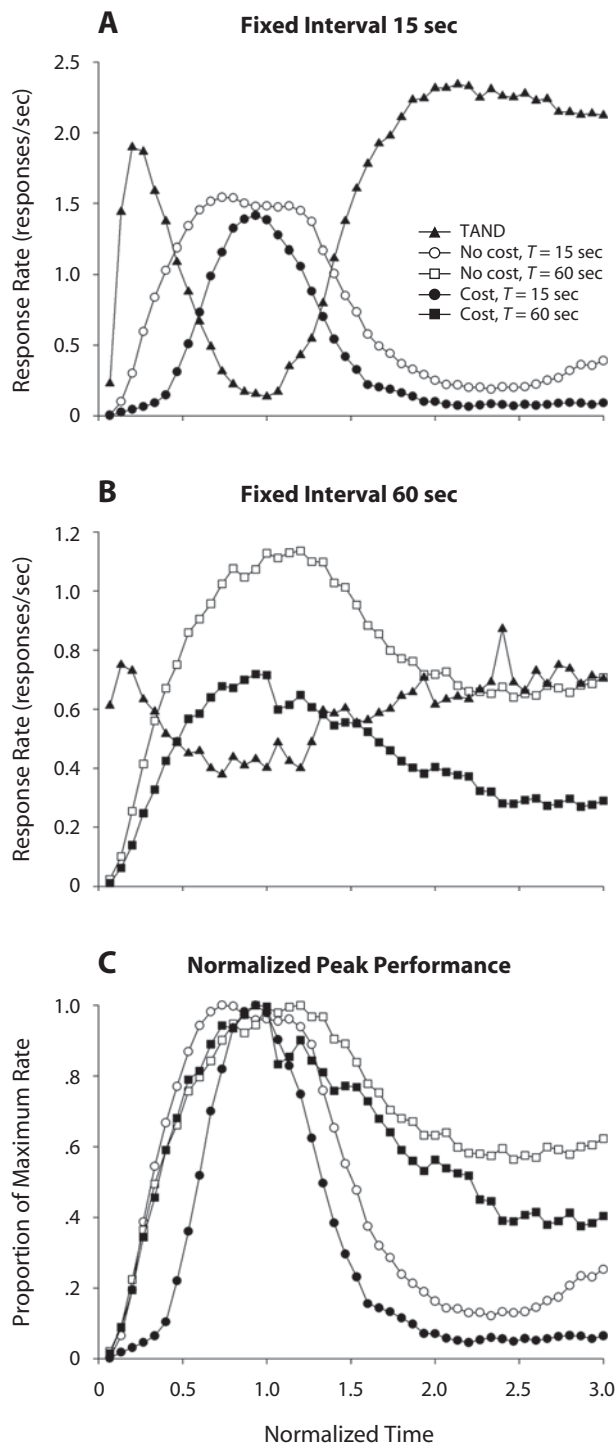 A Fixed Interval 15 sec
Response Rate (responses/sec)
2.5
2.0
1.5
1.0
0.5
0
TAND
No cost, T = 15 sec
No cost, T = 60 sec
Cost, T = 15 sec
Cost, T = 60 sec
B Fixed Interval 60 sec
Response Rate (responses/sec)
1.2
1.0
0.8
0.6
0.4
0.2
0
C Normalized Peak Performance
Proportion of Maximum Rate
1.0
.8
.6
.4
.2
0
0 0.5 1.0 1.5 2.0 2.5 3.0
Normalized Time